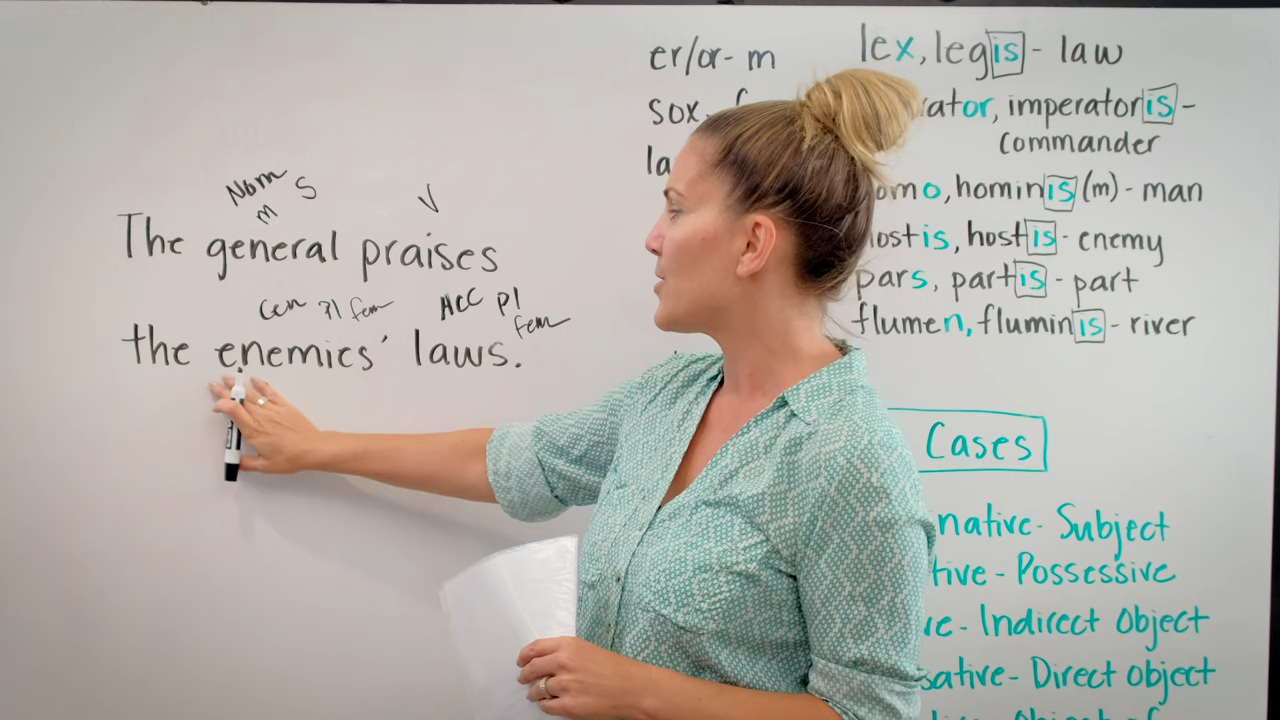 Nom S
m
V
The general praises
Gen Pl fem
Acc pl
fem
the enemies' laws.
er/or- m
sox-
la
lex, legis - law
ator, imperatoris -
commander
omo, hominis (m) - man
hostis, hostis - enemy
pars, partis - part
flumen, fluminis - river
Cases
native - Subject
tive - Possessive
ve - Indirect Object
sative - Direct object